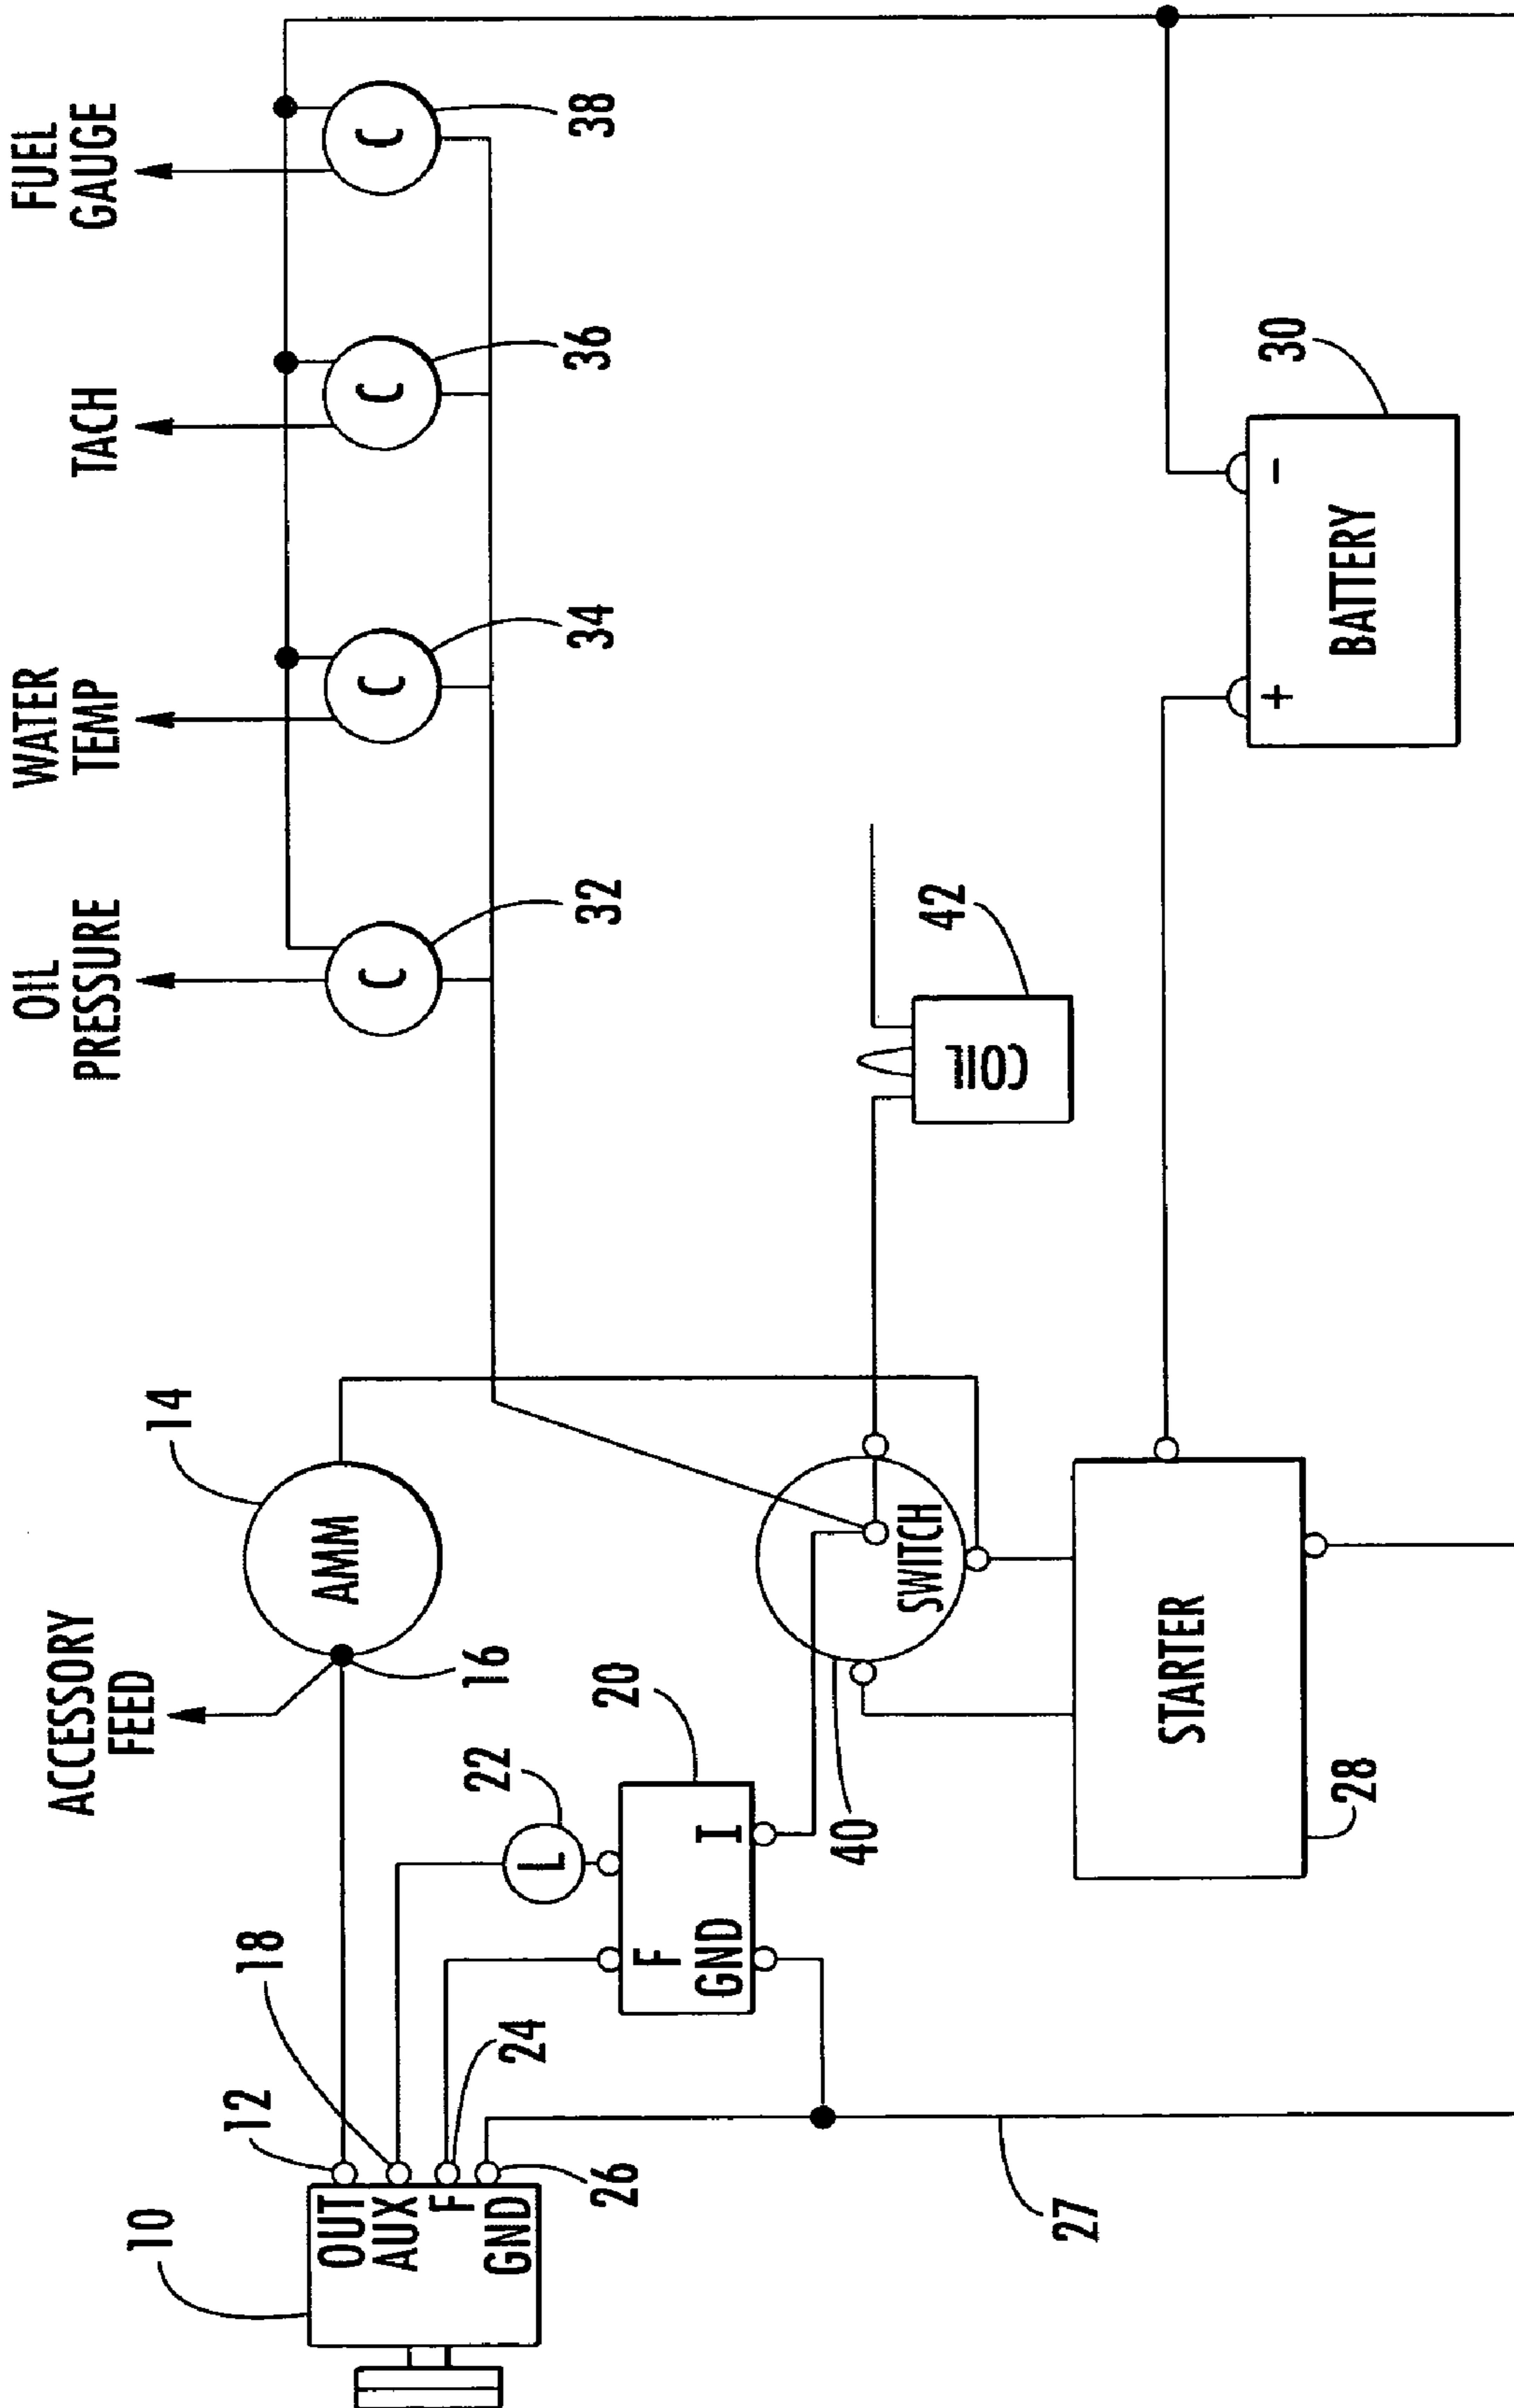 ACCESSORY
FEED
OIL
PRESSURE
WATER
TEMP
TACH
FUEL
GAUGE
10
12
18
14
16
AMM
C
C
C
C
32
34
36
38
OUT
AUX
F
GND
24
26
22
L
20
F
GND
I
27
40
SWITCH
COIL
42
STARTER
28
+
-
BATTERY
30